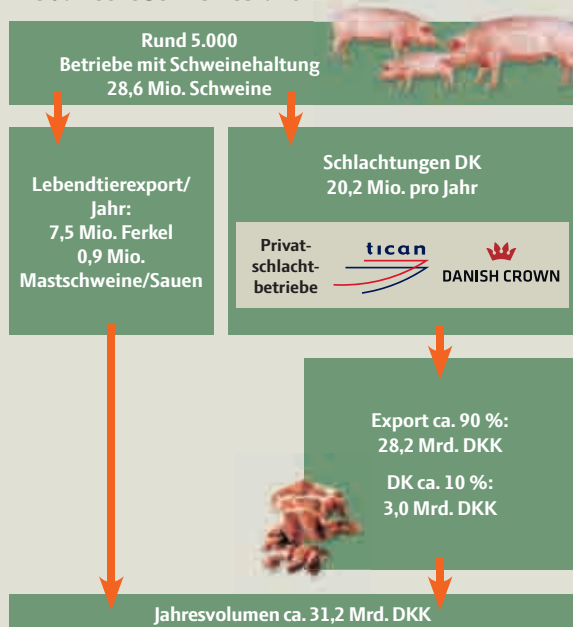 Rund 5.000
Betriebe mit Schweinehaltung
28,6 Mio. Schweine
Lebendtierexport/
Jahr:
7,5 Mio. Ferkel
0,9 Mio.
Mastschweine/Sauen
Schlachtungen DK
20,2 Mio. pro Jahr
Privat-
schlacht-
betriebe
tican
DANISH CROWN
Export ca. 90 %:
28,2 Mrd. DKK
DK ca. 10 %:
3,0 Mrd. DKK
Jahresvolumen ca. 31,2 Mrd. DKK